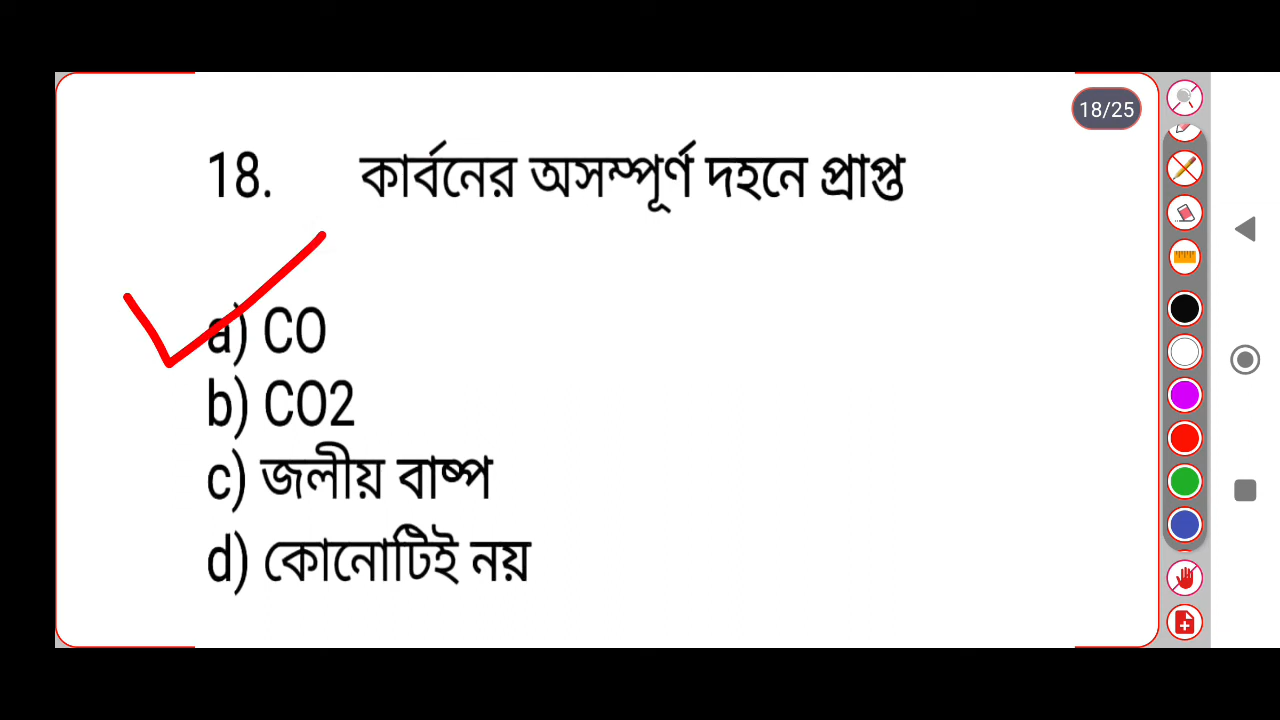 18/25
18. কার্বনের অসম্পূর্ণ দহনে প্রাপ্ত
a) CO
b) CO2
c) জলীয় বাষ্প
d) কোনোটিই নয়